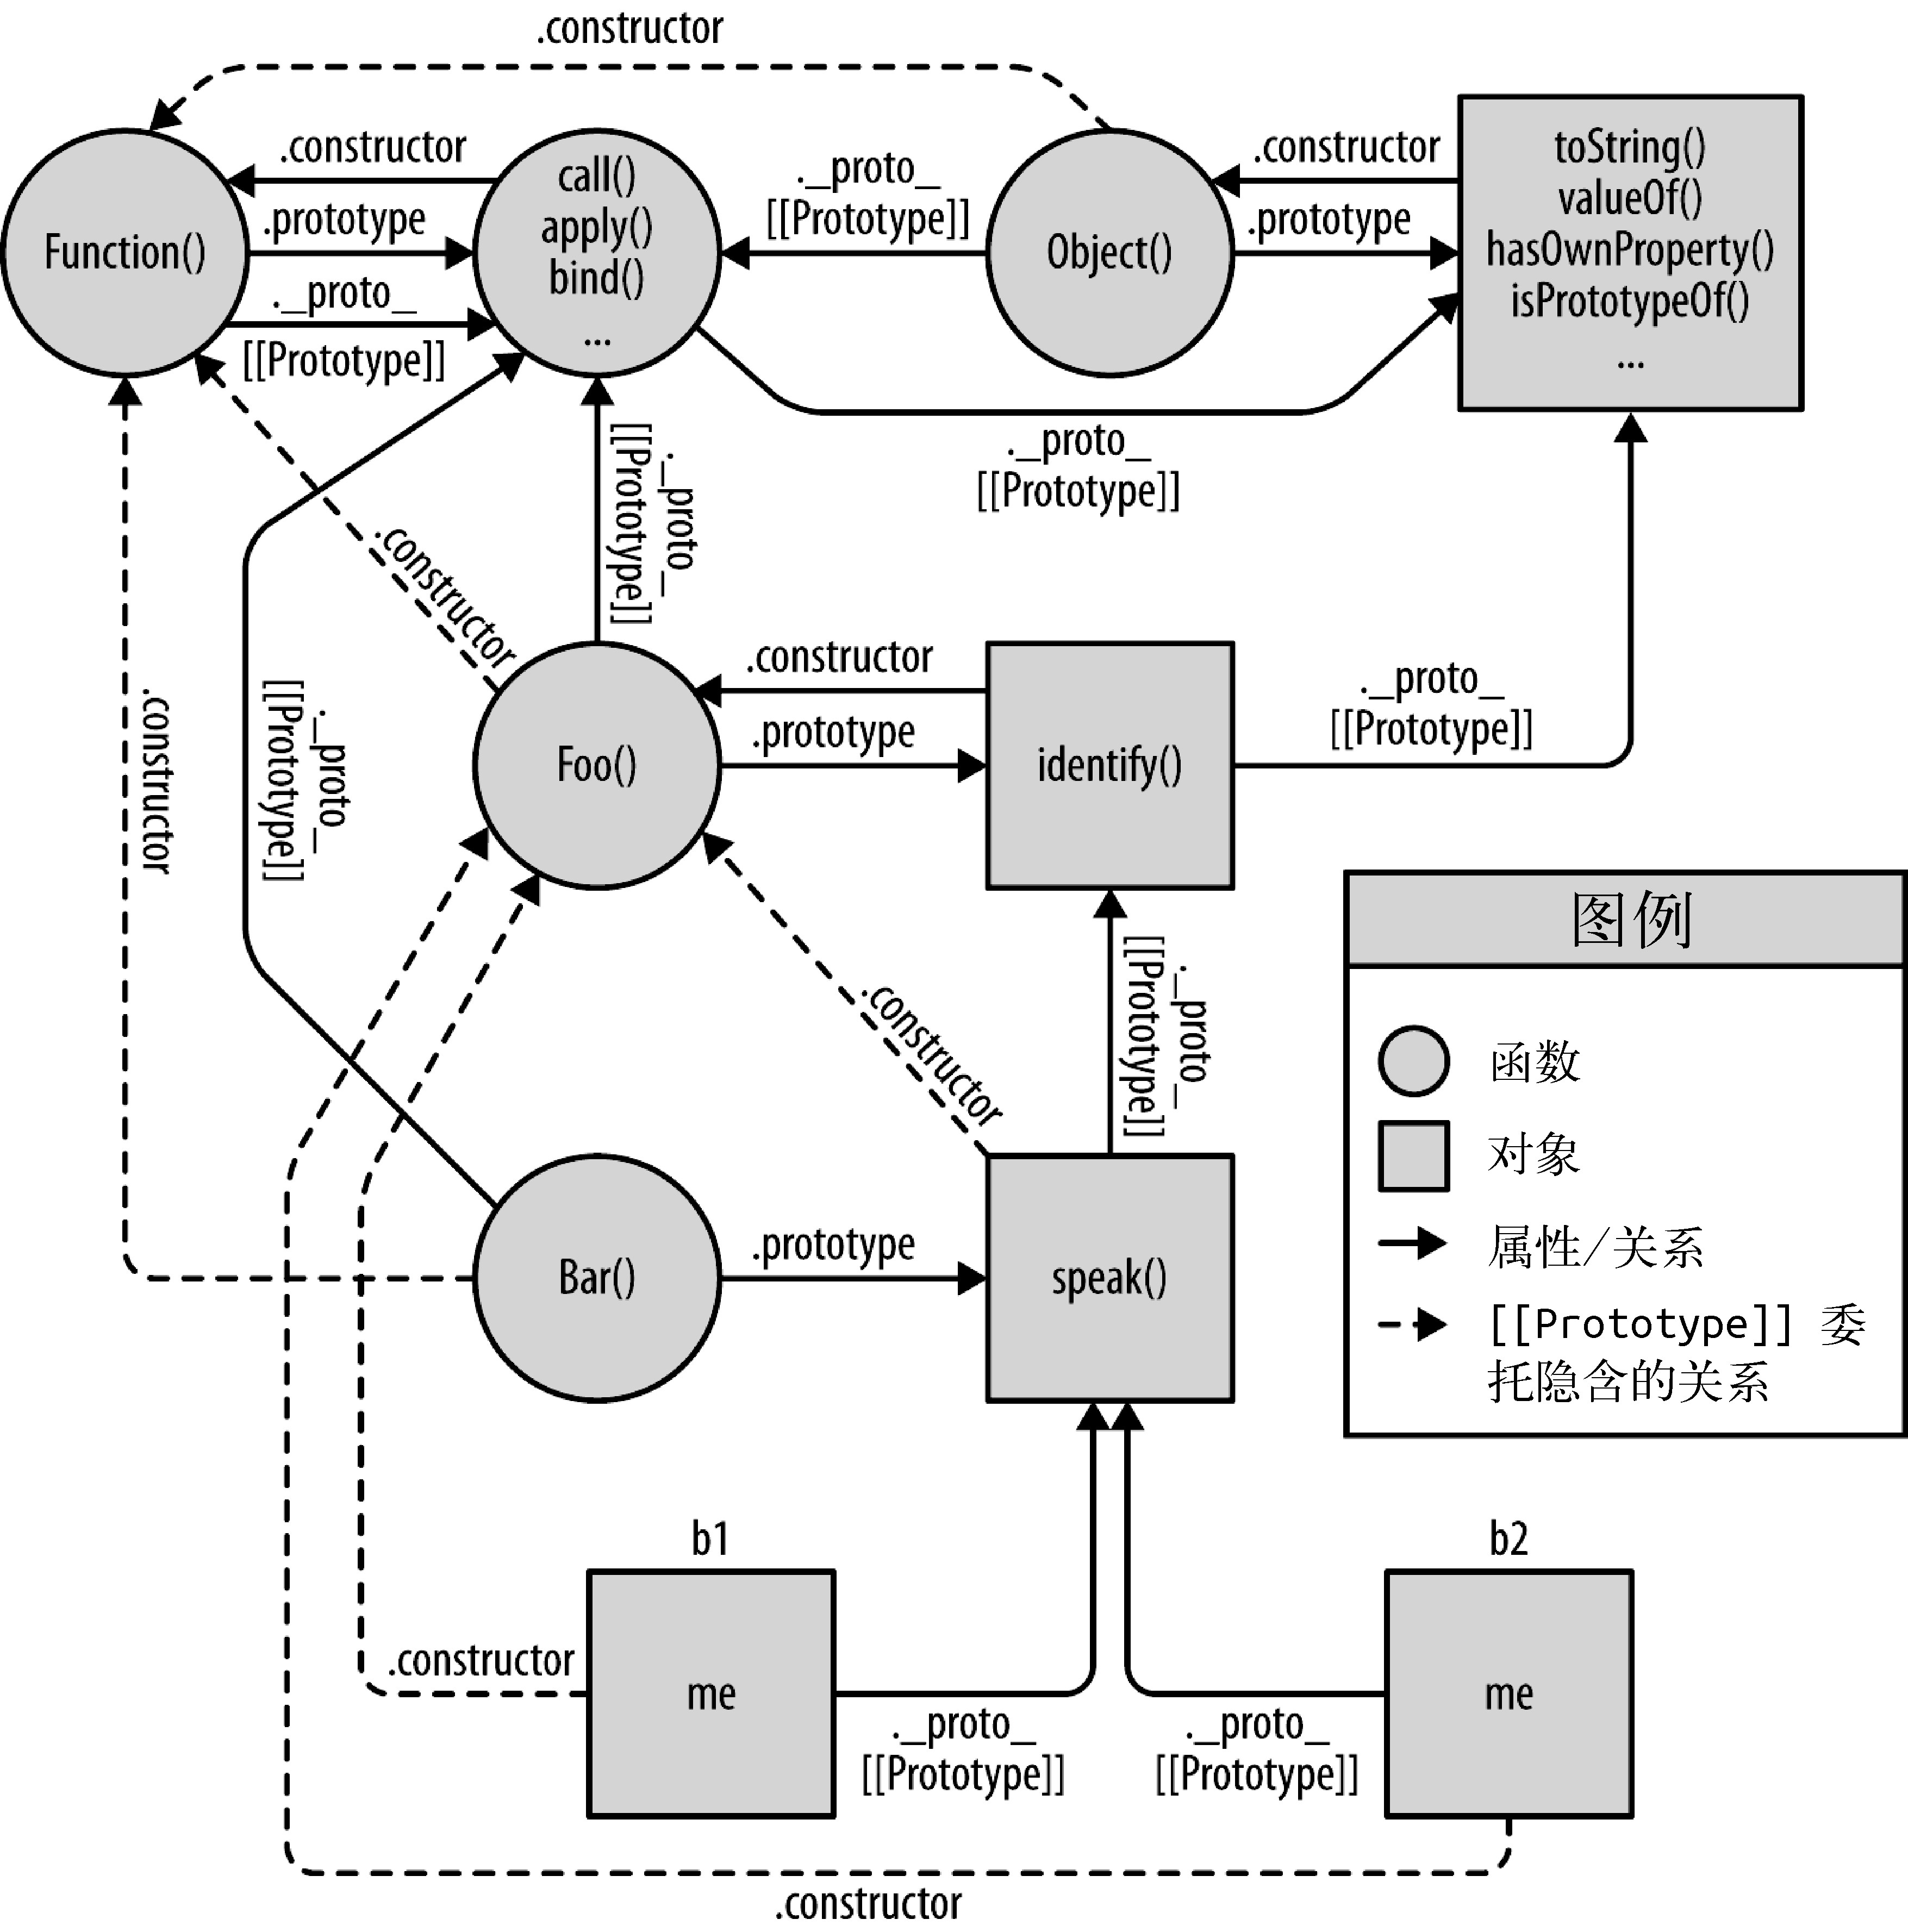 .constructor
.constructor
.prototype
._proto_
[[Prototype]]
Function()
call()
apply()
bind()
...
._proto_
[[Prototype]]
Object()
.constructor
.prototype
toString()
valueOf()
hasOwnProperty()
isPrototypeOf()
...
._proto_
[[Prototype]]
._proto_
[[Prototype]]
.constructor
.constructor
._proto_
[[Prototype]]
Foo()
.constructor
.prototype
identify()
._proto_
[[Prototype]]
.constructor
._proto_
[[Prototype]]
图例
函数
对象
属性/关系
[[Prototype]] 委
托隐含的关系
Bar()
.prototype
speak()
b1
me
.constructor
._proto_
[[Prototype]]
b2
me
._proto_
[[Prototype]]
.constructor